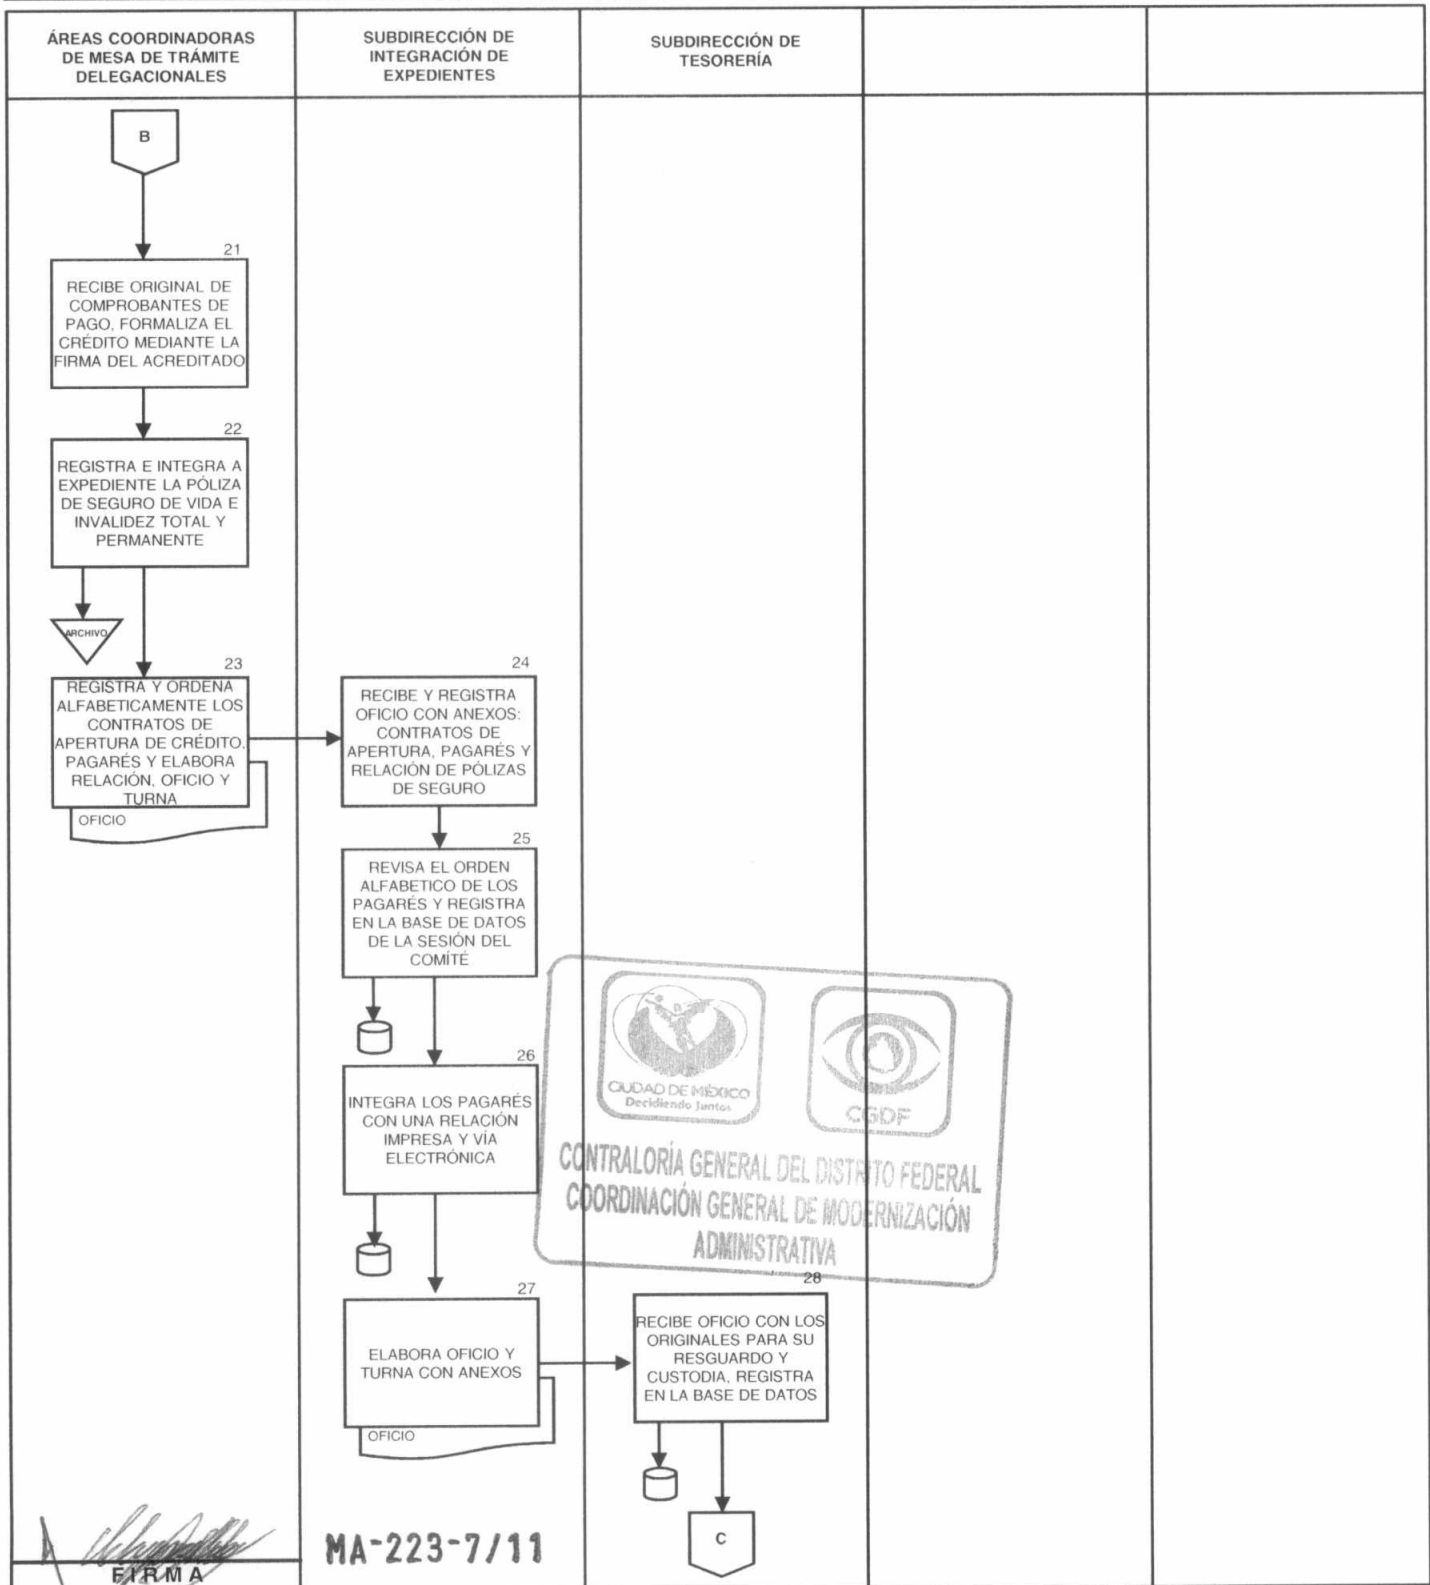 ÁREAS COORDINADORAS
DE MESA DE TRÁMITE
DELEGACIONALES
SUBDIRECCIÓN DE
INTEGRACIÓN DE
EXPEDIENTES
SUBDIRECCIÓN DE
TESORERÍA
B
21
RECIBE ORIGINAL DE
COMPROBANTES DE
PAGO, FORMALIZA EL
CRÉDITO MEDIANTE LA
FIRMA DEL ACREDITADO
22
REGISTRA E INTEGRA A
EXPEDIENTE LA PÓLIZA
DE SEGURO DE VIDA E
INVALIDEZ TOTAL Y
PERMANENTE
ARCHIVO
23
REGISTRA Y ORDENA
ALFABETICAMENTE LOS
CONTRATOS DE
APERTURA DE CRÉDITO,
PAGARÉS Y ELABORA
RELACIÓN, OFICIO Y
TURNA
OFICIO
24
RECIBE Y REGISTRA
OFICIO CON ANEXOS:
CONTRATOS DE
APERTURA, PAGARÉS Y
RELACIÓN DE PÓLIZAS
DE SEGURO
25
REVISA EL ORDEN
ALFABETICO DE LOS
PAGARÉS Y REGISTRA
EN LA BASE DE DATOS
DE LA SESIÓN DEL
COMÍTÉ
26
INTEGRA LOS PAGARÉS
CON UNA RELACIÓN
IMPRESA Y VÍA
ELECTRÓNICA
27
ELABORA OFICIO Y
TURNA CON ANEXOS
OFICIO
CIUDAD DE MÉXICO
Decidiendo Juntos
CGDF
CONTRALORÍA GENERAL DEL DISTRITO FEDERAL
COORDINACIÓN GENERAL DE MODERNIZACIÓN
ADMINISTRATIVA
28
RECIBE OFICIO CON LOS
ORIGINALES PARA SU
RESGUARDO Y
CUSTODIA, REGISTRA
EN LA BASE DE DATOS
C
FIRMA
MA-223-7/11